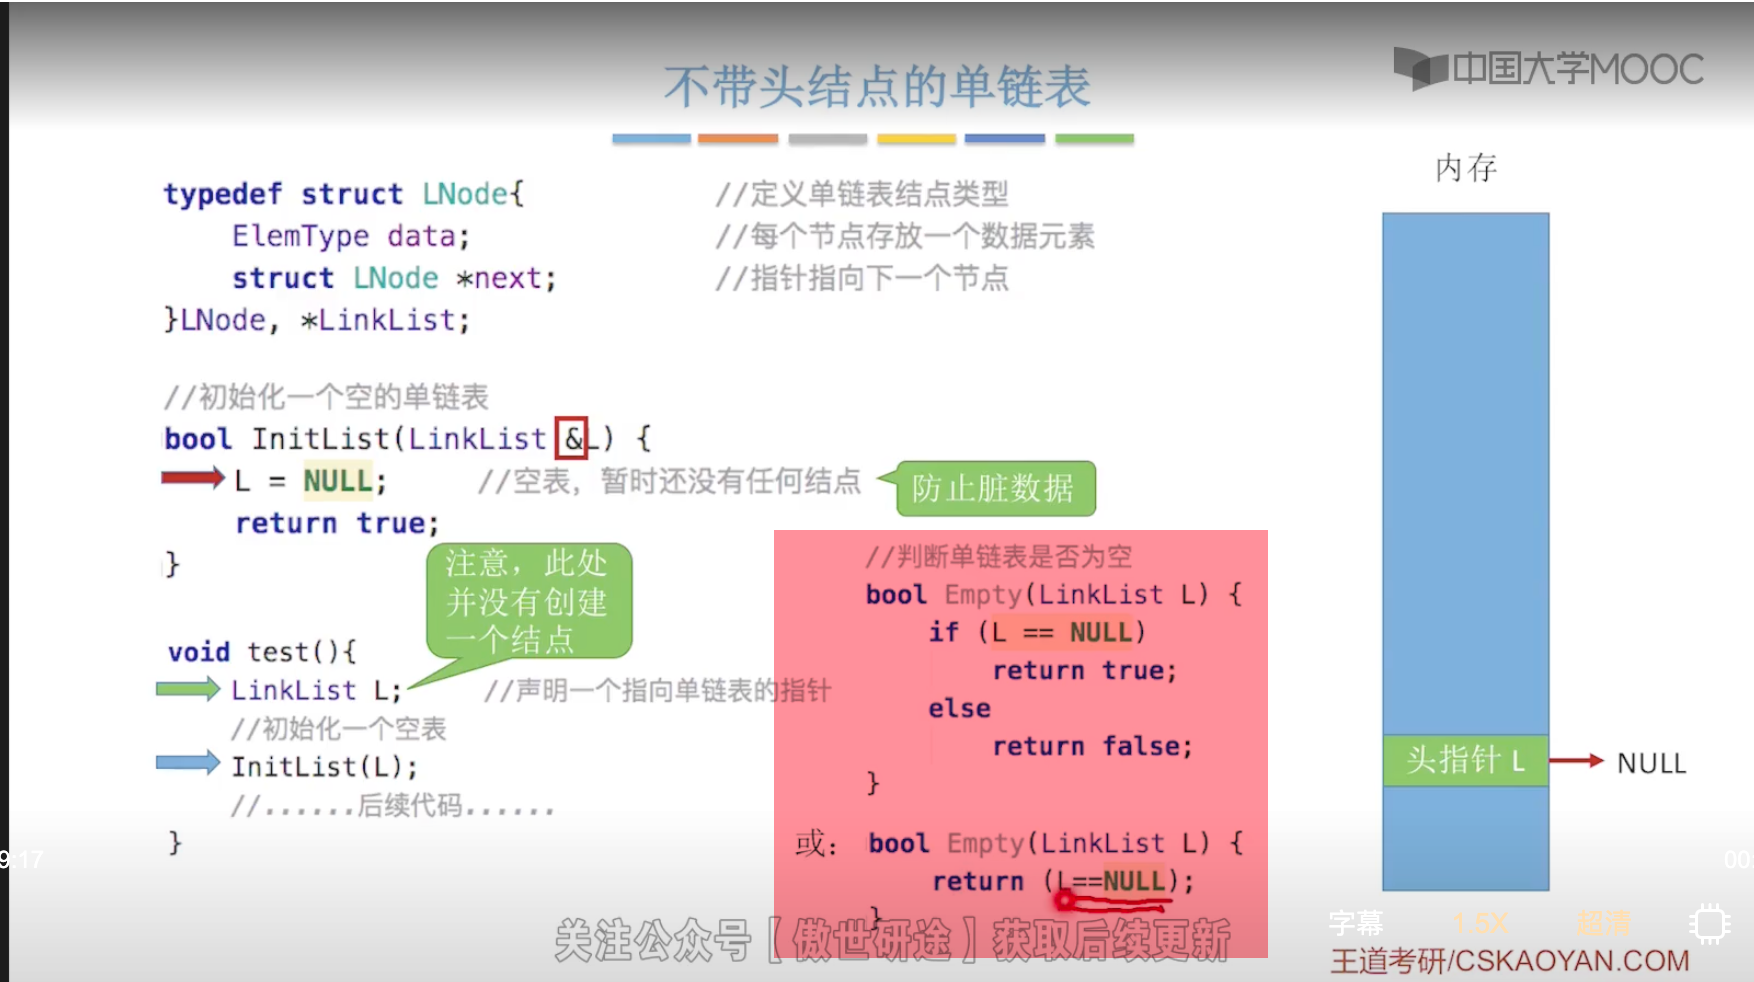 中国大学MOOC
不带头结点的单链表
内存
typedef struct LNode{ //定义单链表结点类型
ElemType data; //每个节点存放一个数据元素
struct LNode *next; //指针指向下一个节点
}LNode, *LinkList;
//初始化一个空的单链表
bool InitList(LinkList &L) {
L = NULL; //空表，暂时还没有任何结点
防止脏数据
return true;
}
注意，此处
并没有创建
一个结点
void test(){
LinkList L; //声明一个指向单链表的指针
//初始化一个空表
InitList(L);
//......后续代码......
}
//判断单链表是否为空
bool Empty(LinkList L) {
if (L == NULL)
return true;
else
return false;
}
或：
bool Empty(LinkList L) {
return (L==NULL);
}
头指针 L
NULL
9:17
00
字幕
1.5X
超清
关注公众号【傲世研途】获取后续更新
王道考研/CSKAOYAN.COM